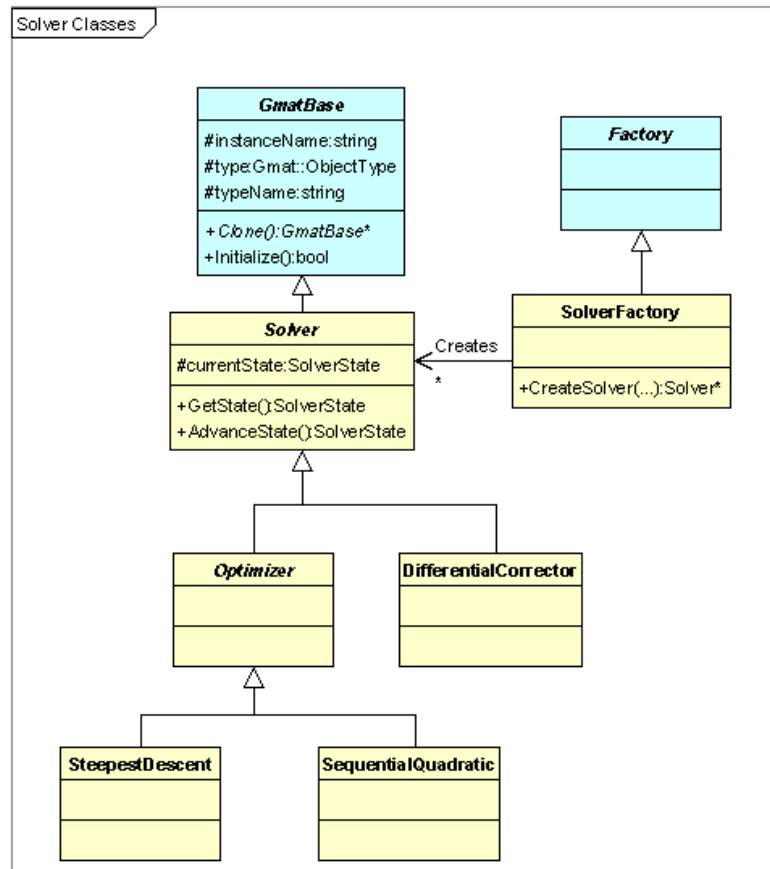 Solver Classes
GmatBase
#instanceName:string
#type:Gmat::ObjectType
#typeName:string
+Clone():GmatBase*
+Initialize():bool
Factory
Solver
#currentState:SolverState
+GetState():SolverState
+AdvanceState():SolverState
Creates
*
SolverFactory
+CreateSolver(...):Solver*
Optimizer
DifferentialCorrector
SteepestDescent
SequentialQuadratic